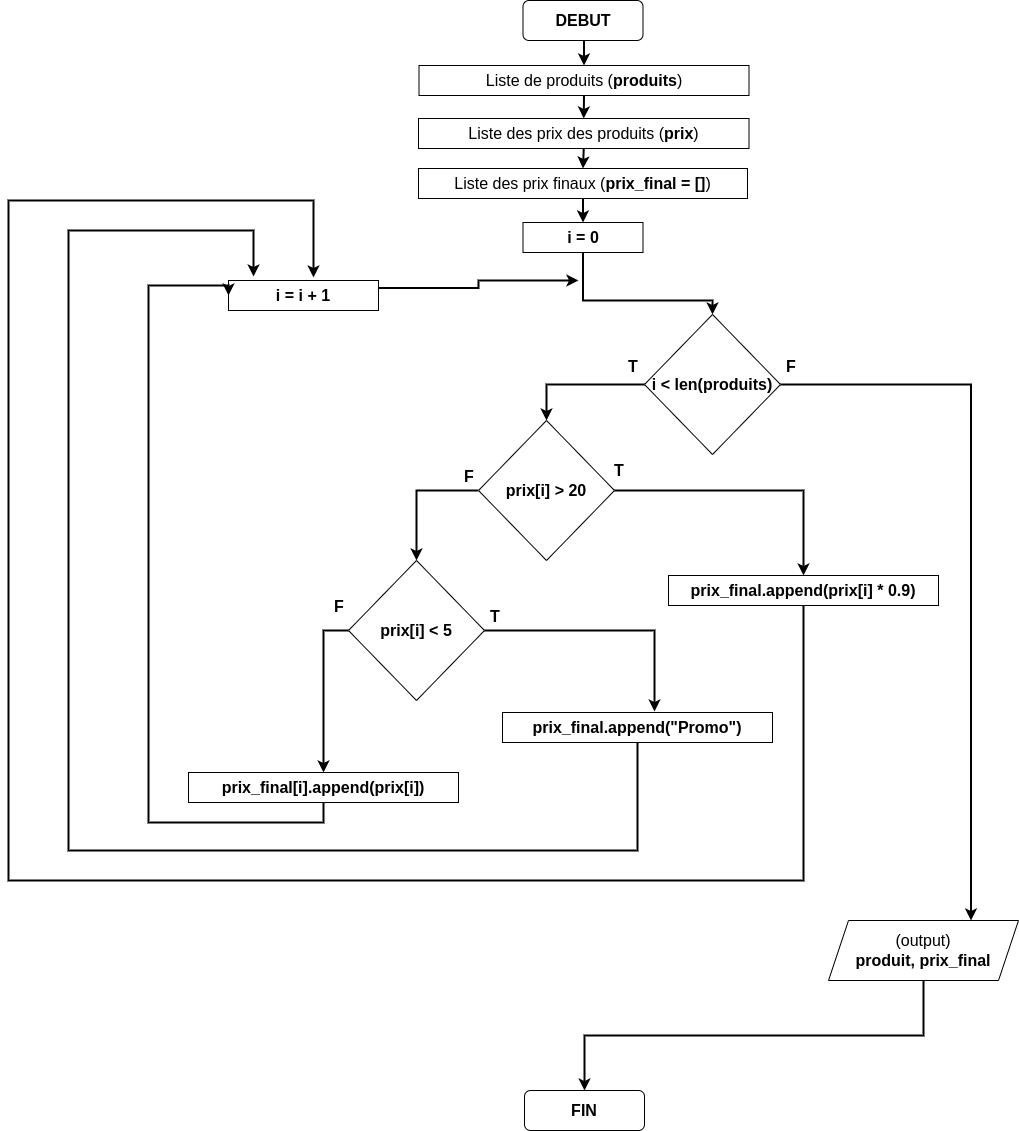 DEBUT
Liste de produits (produits)
Liste des prix des produits (prix)
Liste des prix finaux (prix_final = [])
i = 0
i = i + 1
T
F
i < len(produits)
F
T
prix[i] > 20
prix_final.append(prix[i] * 0.9)
F
T
prix[i] < 5
prix_final.append("Promo")
prix_final[i].append(prix[i])
(output)
produit, prix_final
FIN